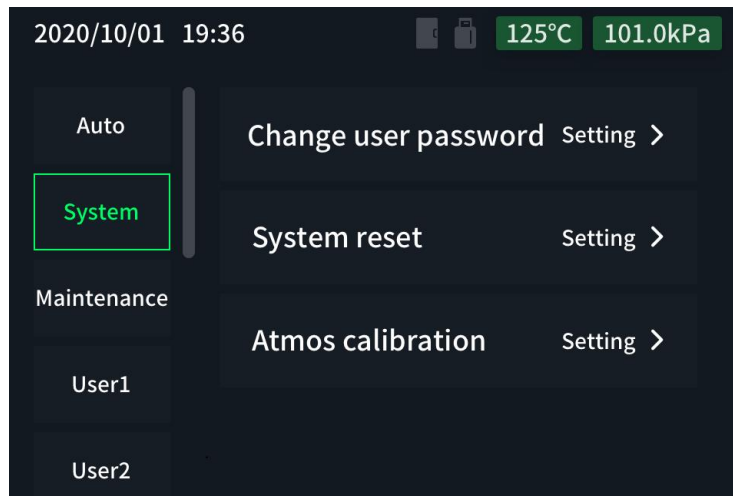 2020/10/01 19:36 125°C 101.0kPa
Auto
System
Maintenance
User1
User2
Change user password Setting >
System reset Setting >
Atmos calibration Setting >